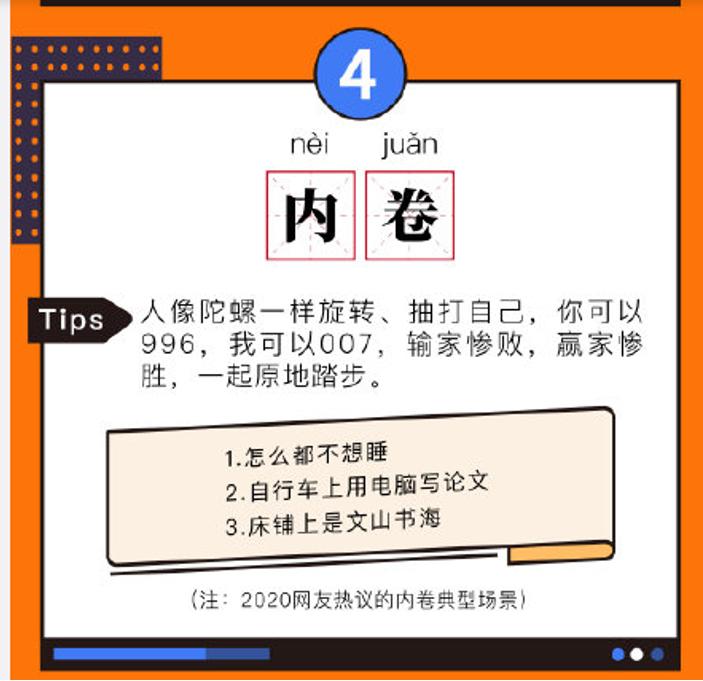 4
nèi juǎn
内卷
Tips
人像陀螺一样旋转、抽打自己，你可以
996，我可以007，输家惨败，赢家惨
胜，一起原地踏步。
1.怎么都不想睡
2.自行车上用电脑写论文
3.床铺上是文山书海
（注：2020网友热议的内卷典型场景）